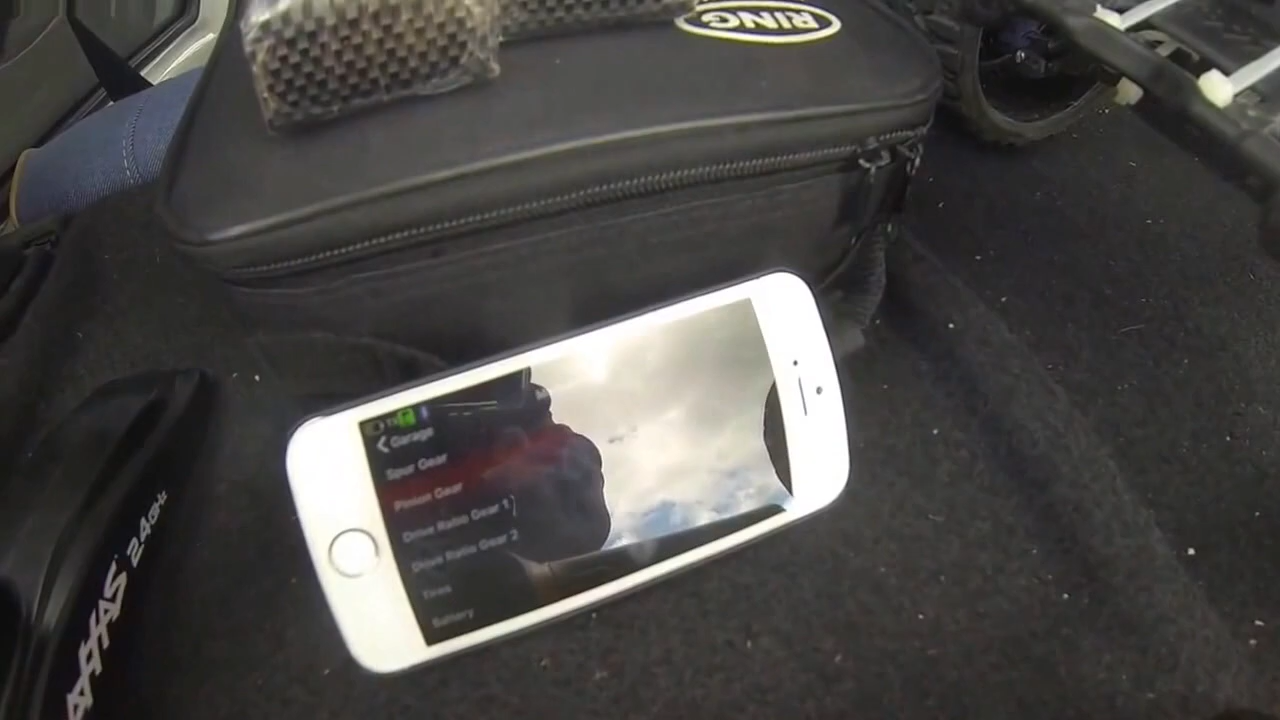 RING
Garage
Spur Gear
Pinion Gear
Drive Ratio Gear 1
Drive Ratio Gear 2
Tires
Battery
2.4GHz